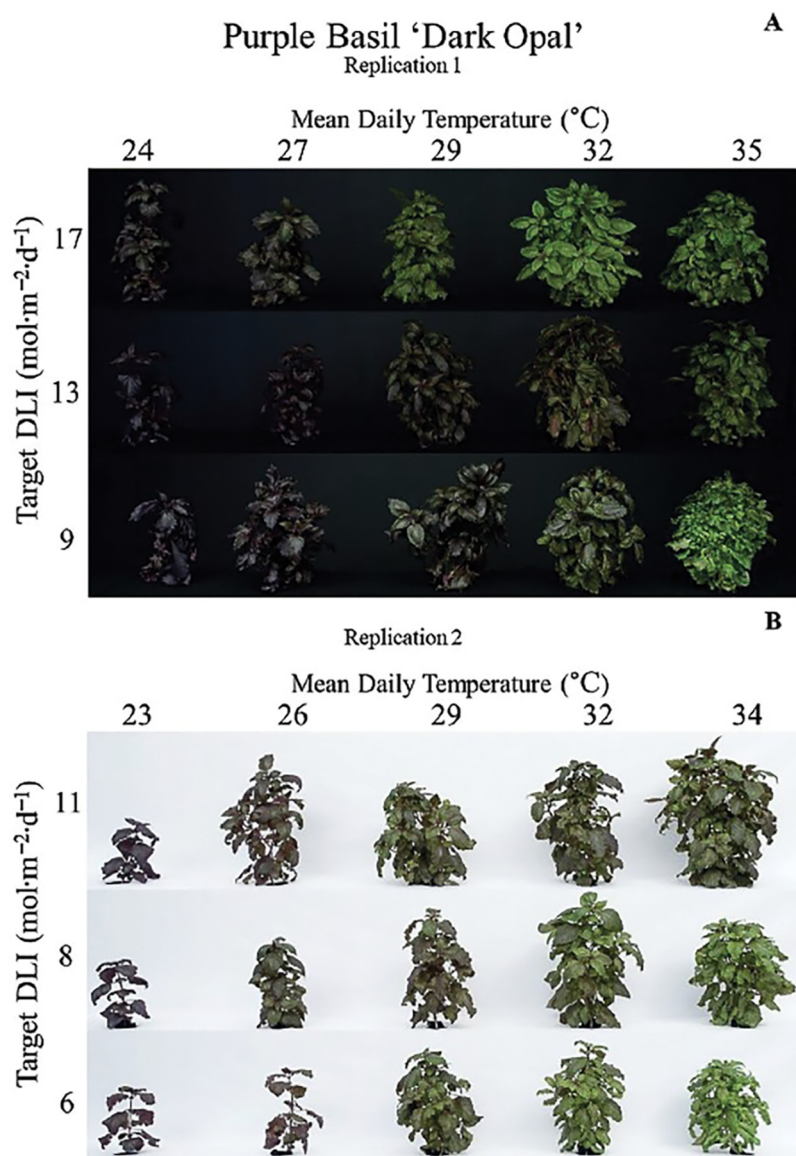 A
Purple Basil ‘Dark Opal’
Replication 1
Mean Daily Temperature (°C)
24 27 29 32 35
Target DLI (mol·m⁻²·d⁻¹)
17
13
9
B
Replication 2
Mean Daily Temperature (°C)
23 26 29 32 34
Target DLI (mol·m⁻²·d⁻¹)
11
8
6